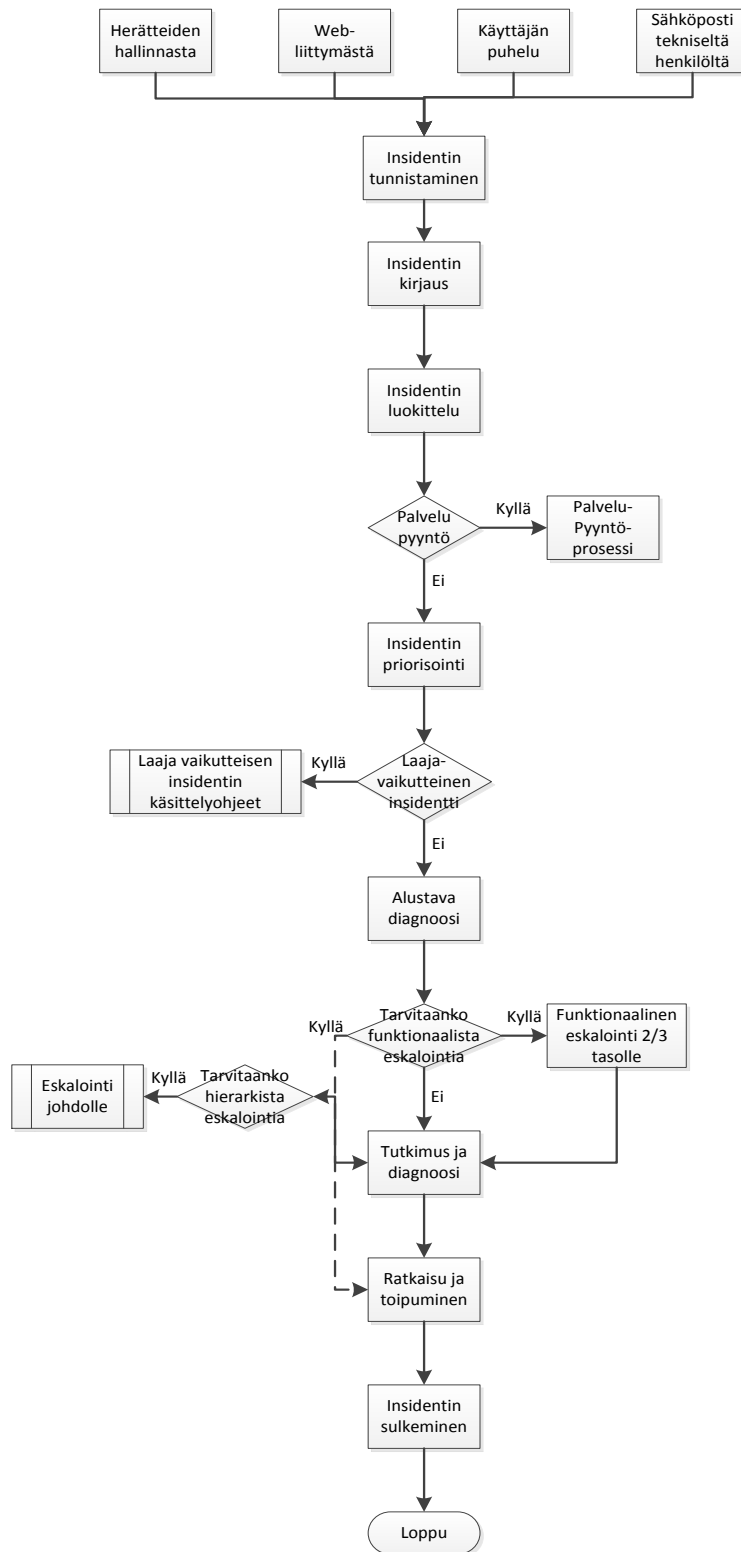 Herätteiden
hallinnasta
Web-
liittymästä
Käyttäjän
puhelu
Sähköposti
tekniseltä
henkilöltä
Insidentin
tunnistaminen
Insidentin
kirjaus
Insidentin
luokittelu
Palvelu
pyyntö
Kyllä
Palvelu-
Pyyntö-
prosessi
Ei
Insidentin
priorisointi
Laaja vaikutteisen
insidentin
käsittelyohjeet
Kyllä
Laaja-
vaikutteinen
insidentti
Ei
Alustava
diagnoosi
Kyllä
Tarvitaanko
funktionaalista
eskalointia
Kyllä
Funktionaalinen
eskalointi 2/3
tasolle
Eskalointi
johdolle
Kyllä
Tarvitaanko
hierarkista
eskalointia
Ei
Tutkimus ja
diagnoosi
Ratkaisu ja
toipuminen
Insidentin
sulkeminen
Loppu